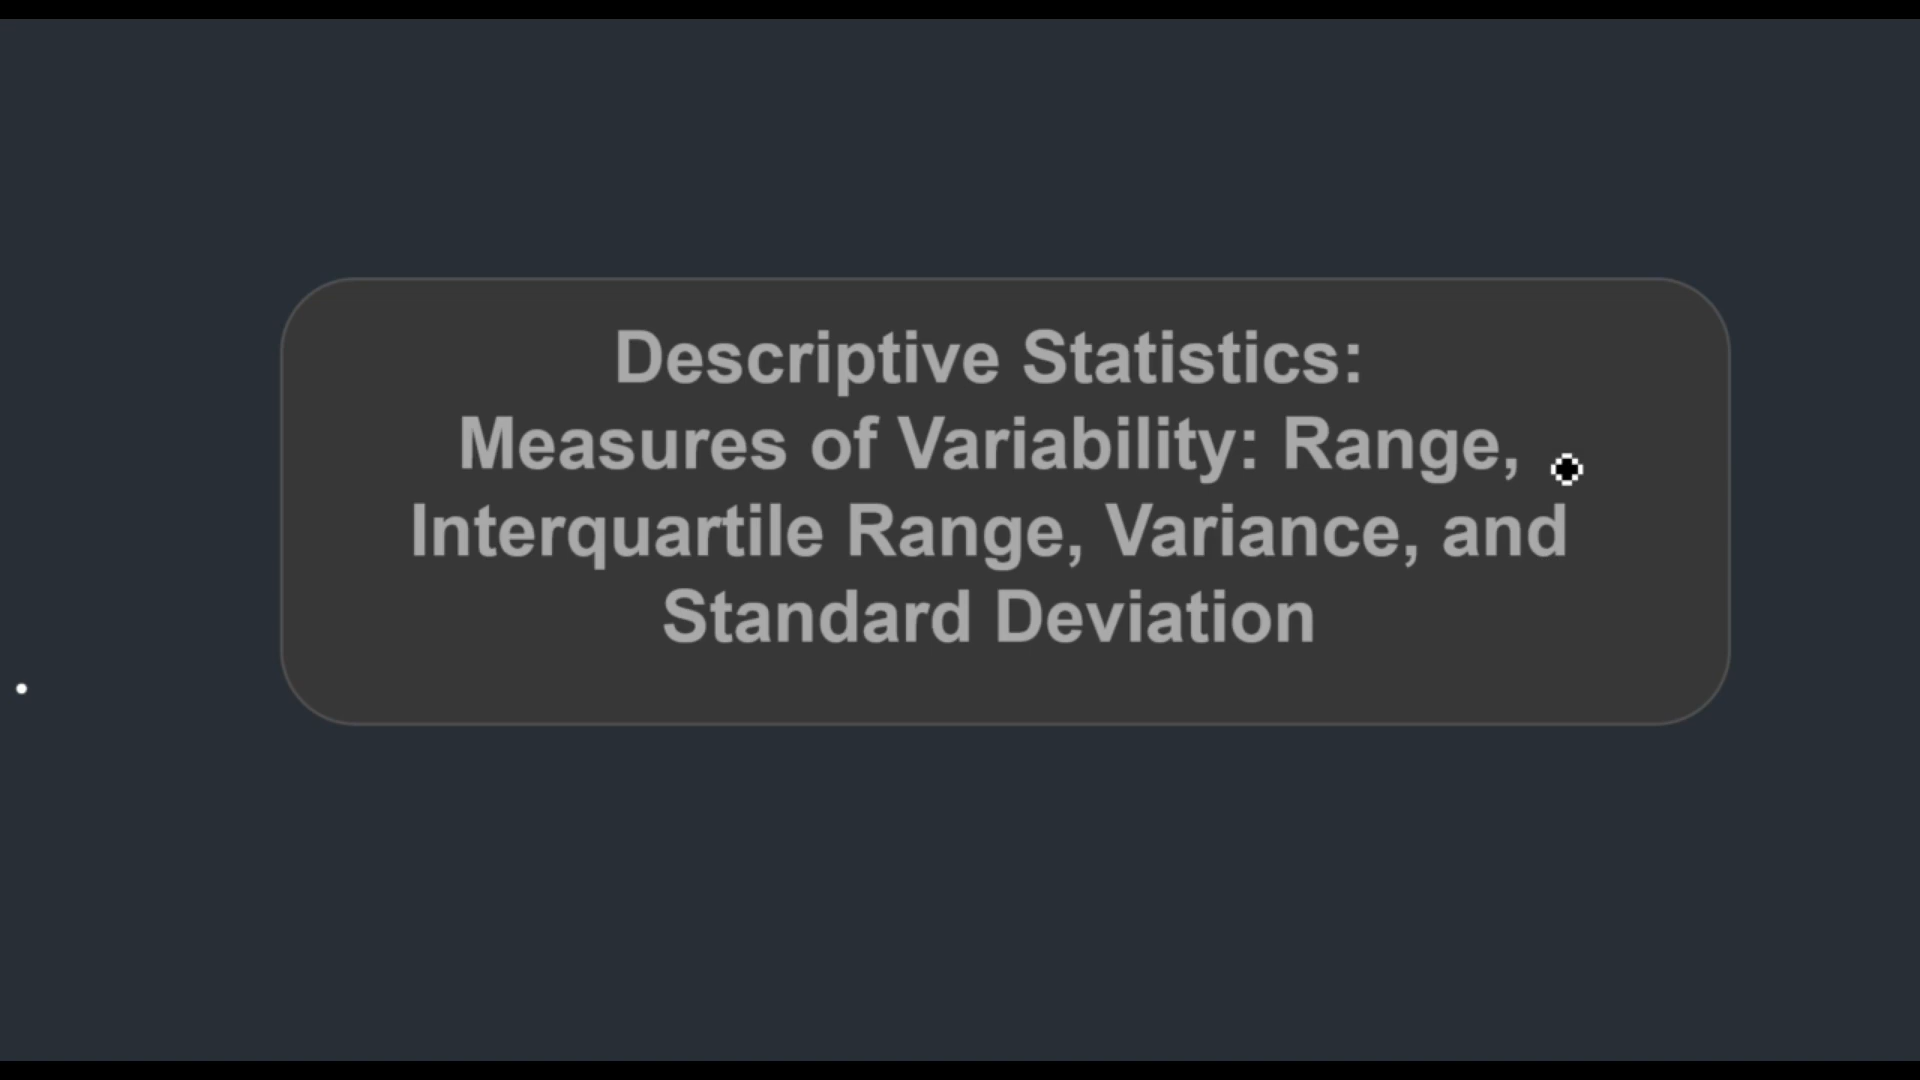 Descriptive Statistics:
Measures of Variability: Range,
Interquartile Range, Variance, and
Standard Deviation